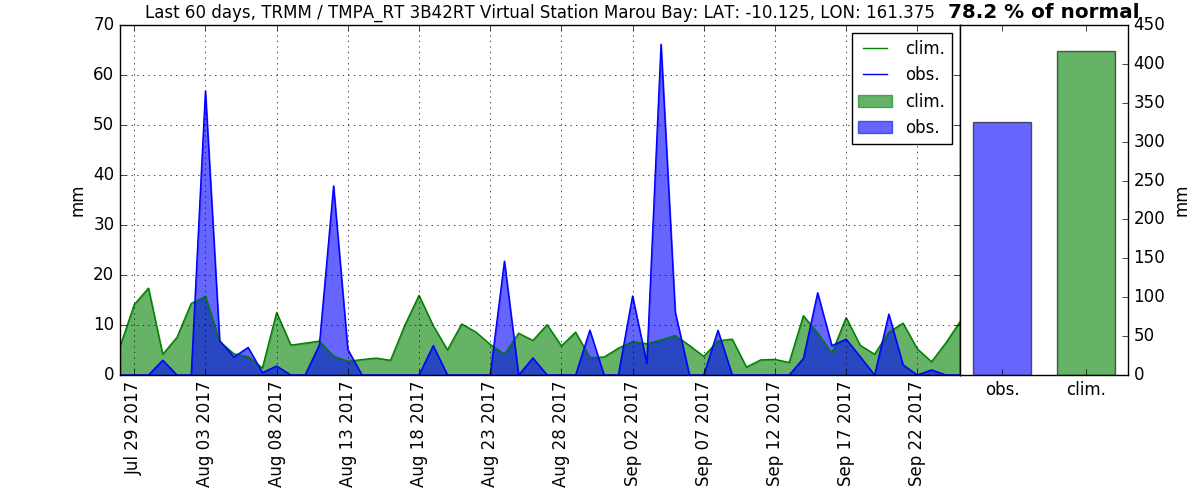 Last 60 days, TRMM / TMPA_RT 3B42RT Virtual Station Marou Bay: LAT: -10.125, LON: 161.375
78.2 % of normal
70
60
50
40
30
20
10
0
mm
clim.
obs.
clim.
obs.
450
400
350
300
250
200
150
100
50
0
mm
Jul 29 2017
Aug 03 2017
Aug 08 2017
Aug 13 2017
Aug 18 2017
Aug 23 2017
Aug 28 2017
Sep 02 2017
Sep 07 2017
Sep 12 2017
Sep 17 2017
Sep 22 2017
obs.
clim.